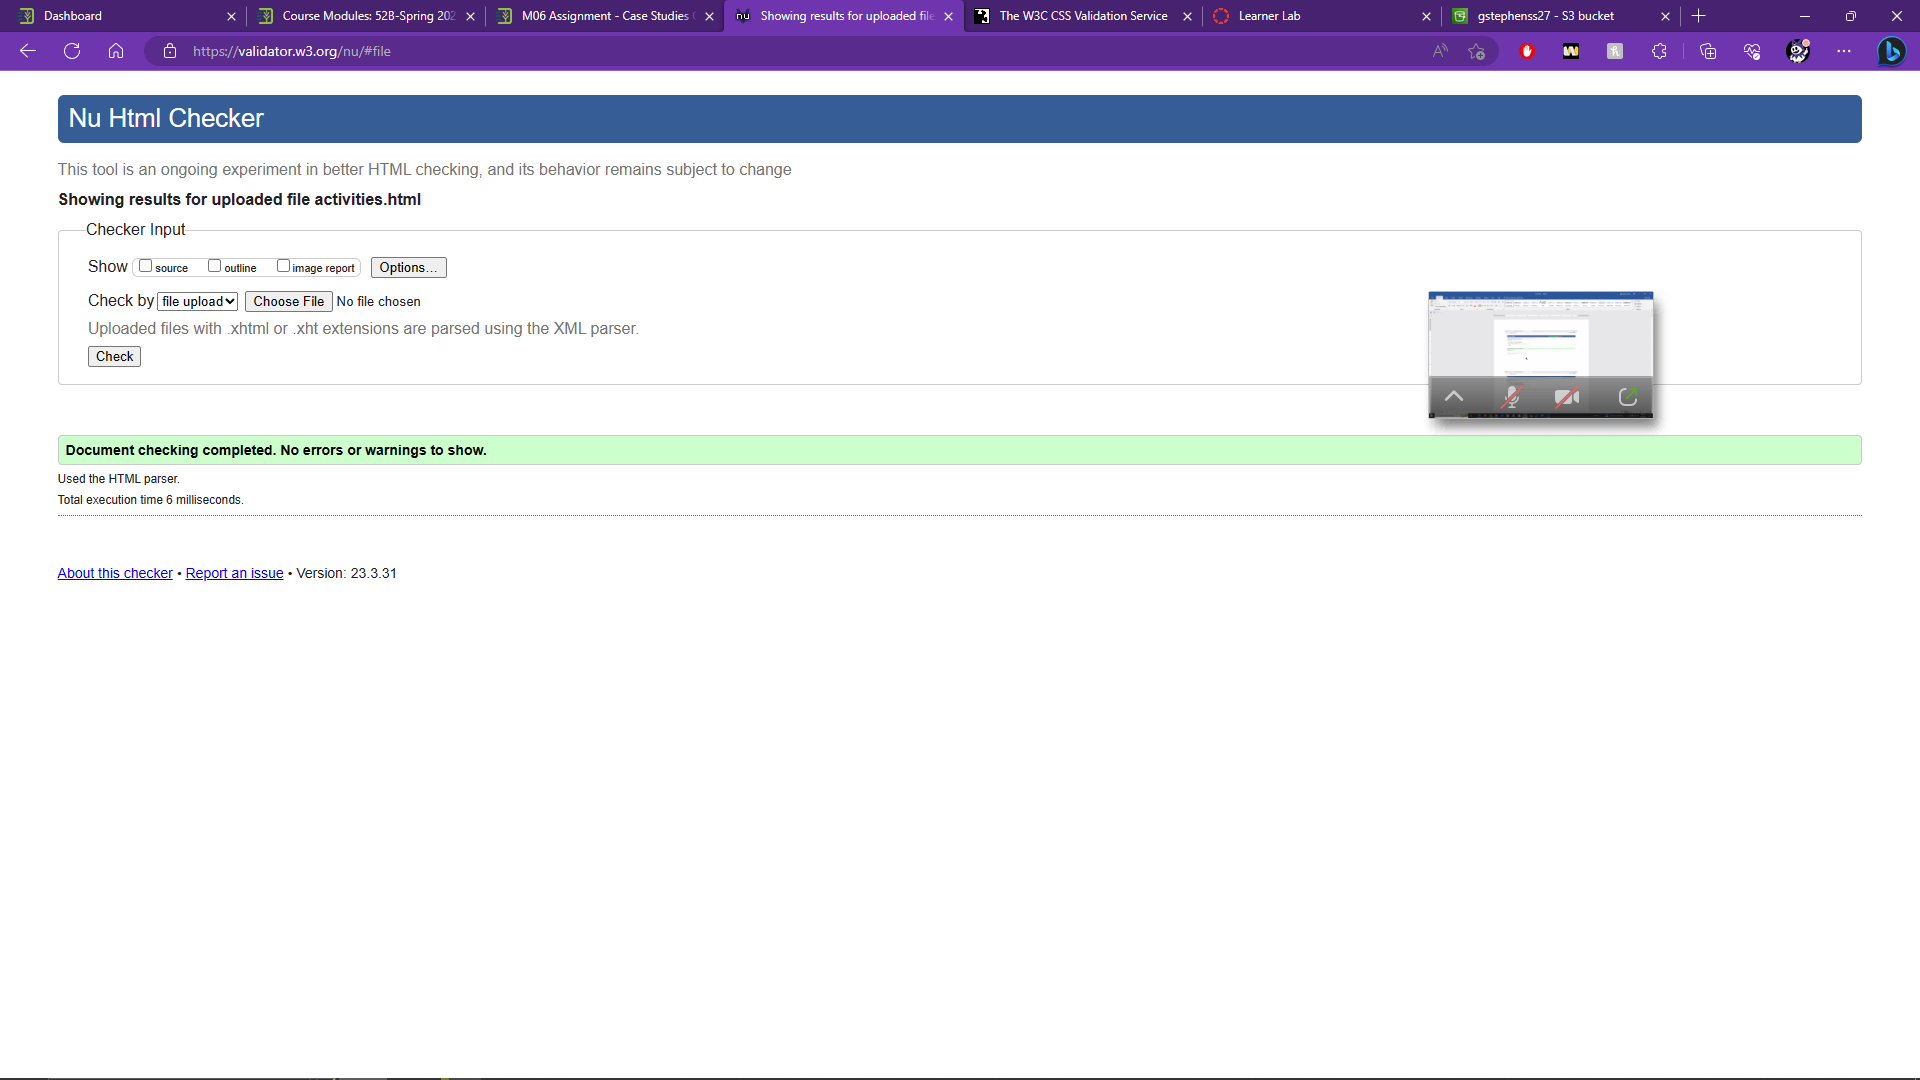 Dashboard
Course Modules: 52B-Spring 202
M06 Assignment - Case Studies
Showing results for uploaded file
The W3C CSS Validation Service
Learner Lab
gstephenss27 - S3 bucket
https://validator.w3.org/nu/#file
Nu Html Checker
This tool is an ongoing experiment in better HTML checking, and its behavior remains subject to change
Showing results for uploaded file activities.html
Checker Input
Show source outline image report Options...
Check by file upload Choose File No file chosen
Uploaded files with .xhtml or .xht extensions are parsed using the XML parser.
Check
Document checking completed. No errors or warnings to show.
Used the HTML parser.
Total execution time 6 milliseconds.
About this checker • Report an issue • Version: 23.3.31